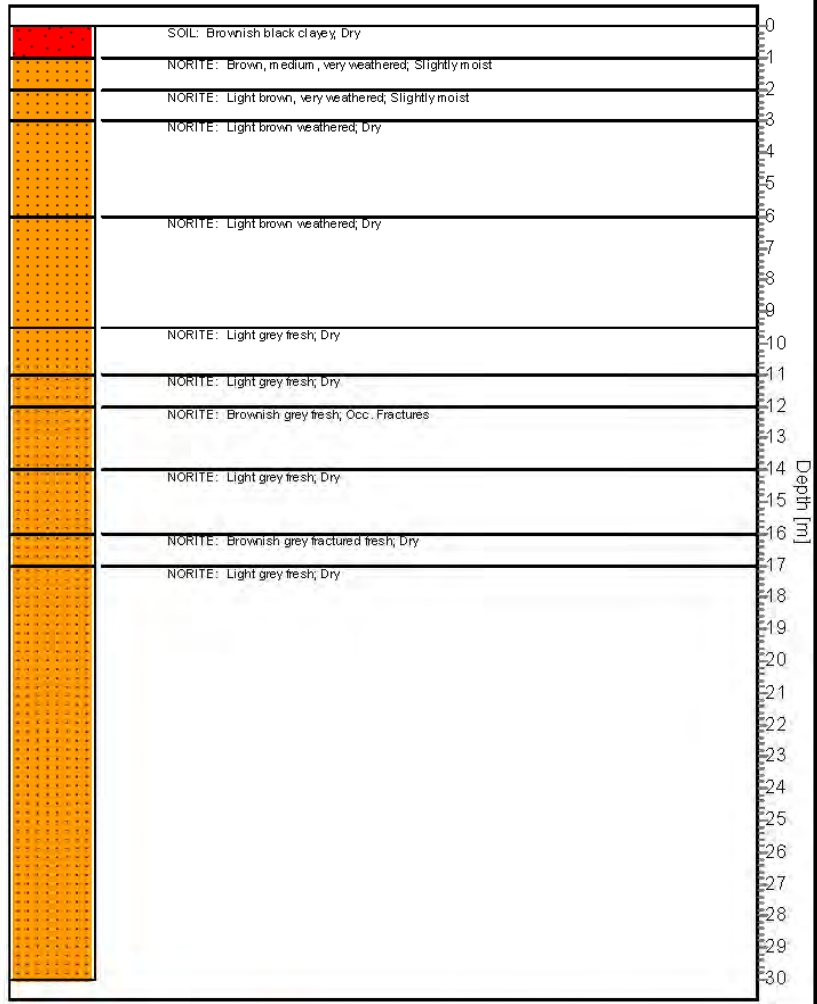 SOIL: Brownish black clayey, Dry
NORITE: Brown, medium, very weathered; Slightly moist
NORITE: Light brown, very weathered; Slightly moist
NORITE: Light brown weathered; Dry
NORITE: Light brown weathered; Dry
NORITE: Light grey fresh; Dry
NORITE: Light grey fresh; Dry
NORITE: Brownish grey fresh; Occ. Fractures
NORITE: Light grey fresh; Dry
NORITE: Brownish grey fractured fresh; Dry
NORITE: Light grey fresh; Dry
0
1
2
3
4
5
6
7
8
9
10
11
12
13
14
15
16
17
18
19
20
21
22
23
24
25
26
27
28
29
30
Depth [m]